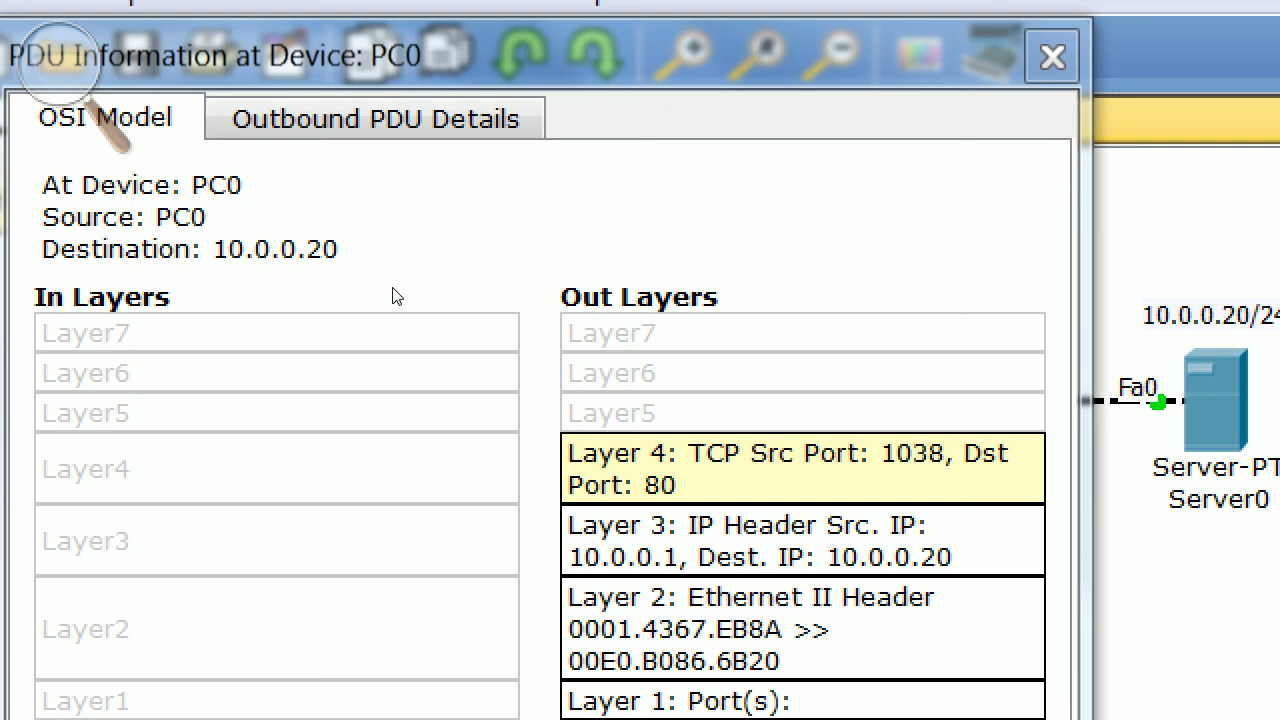 PDU Information at Device: PC0
OSI Model
Outbound PDU Details
At Device: PC0
Source: PC0
Destination: 10.0.0.20
In Layers
Layer7
Layer6
Layer5
Layer4
Layer3
Layer2
Layer1
Out Layers
Layer7
Layer6
Layer5
Layer 4: TCP Src Port: 1038, Dst
Port: 80
Layer 3: IP Header Src. IP:
10.0.0.1, Dest. IP: 10.0.0.20
Layer 2: Ethernet II Header
0001.4367.EB8A >>
00E0.B086.6B20
Layer 1: Port(s):
10.0.0.20/24
Fa0
Server-PT
Server0